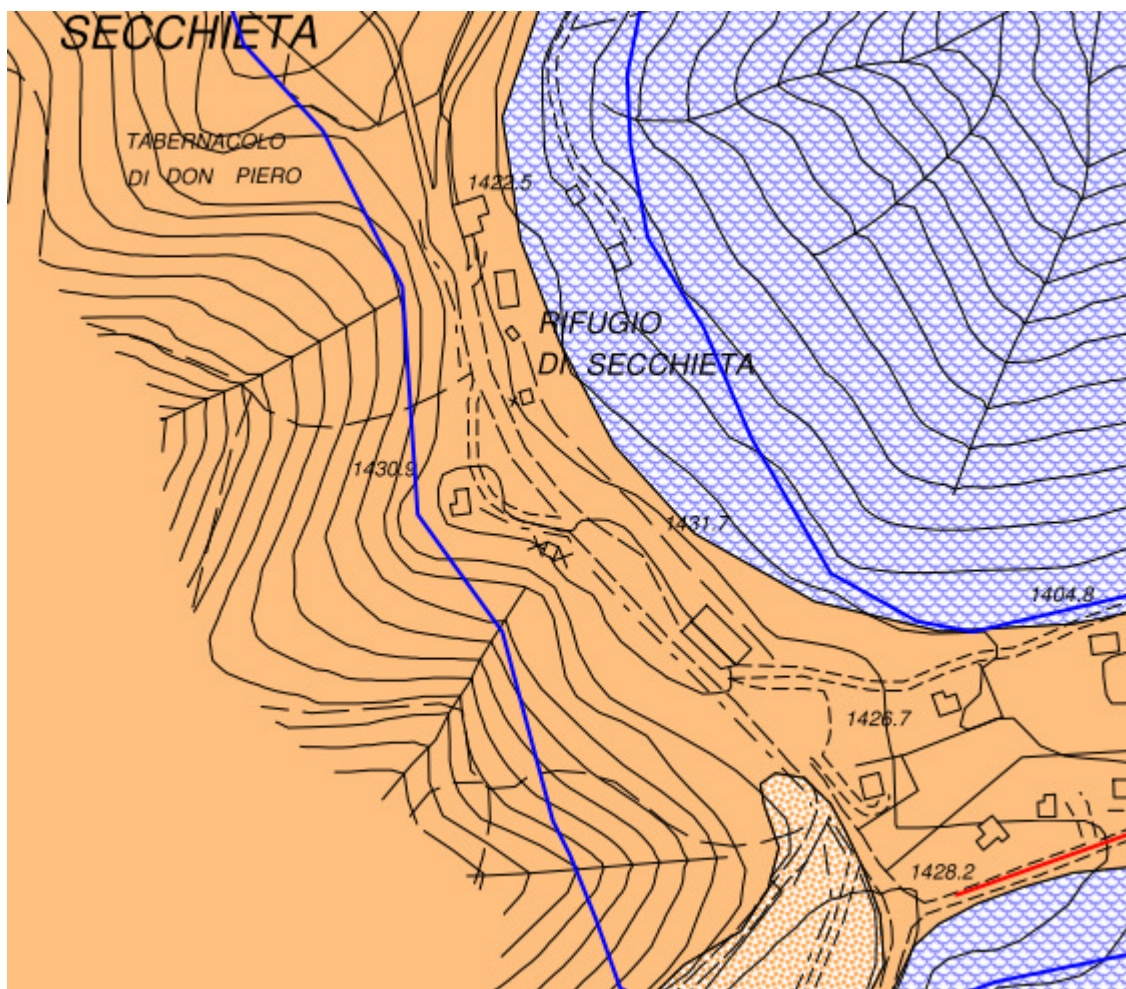 SECCHIETA
TABERNACOLO
DI DON PIERO
1422.5
RIFUGIO
DI SECCHIETA
1430.9
1431.7
1404.8
1426.7
1428.2